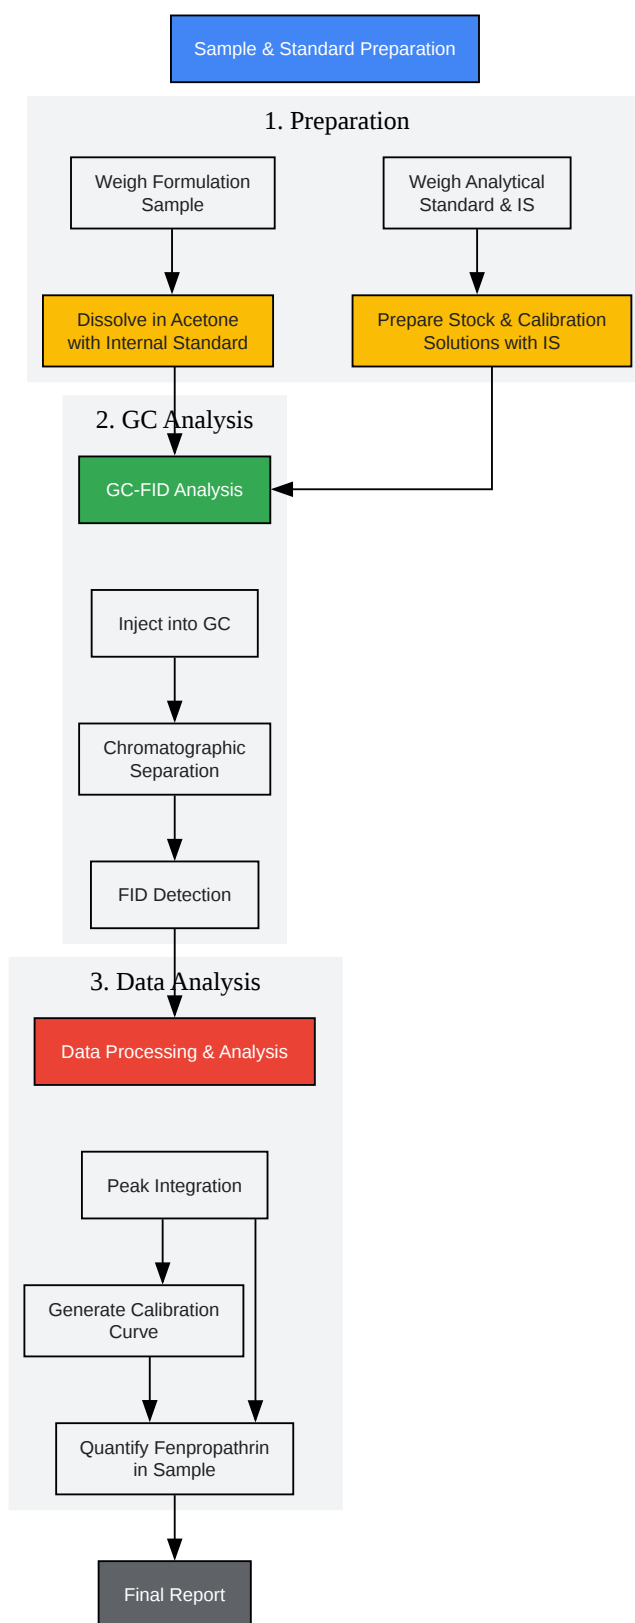 Sample & Standard Preparation
1. Preparation
Weigh Formulation
Sample
Weigh Analytical
Standard & IS
Dissolve in Acetone
with Internal Standard
Prepare Stock & Calibration
Solutions with IS
2. GC Analysis
GC-FID Analysis
Inject into GC
Chromatographic
Separation
FID Detection
3. Data Analysis
Data Processing & Analysis
Peak Integration
Generate Calibration
Curve
Quantify Fenpropathrin
in Sample
Final Report